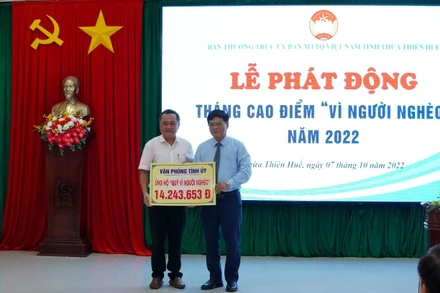 BAN THƯỜNG TRỰC ỦY BAN MTTQ VIỆT NAM TỈNH THỪA THIÊN HUẾ
LỄ PHÁT ĐỘNG
THÁNG CAO ĐIỂM "VÌ NGƯỜI NGHÈO
NĂM 2022
Thừa Thiên Huế, ngày 07 tháng 10 năm 2022
VĂN PHÒNG TỈNH ỦY
ỦNG HỘ "QUỸ VÌ NGƯỜI NGHÈO"
14.243.653 Đ